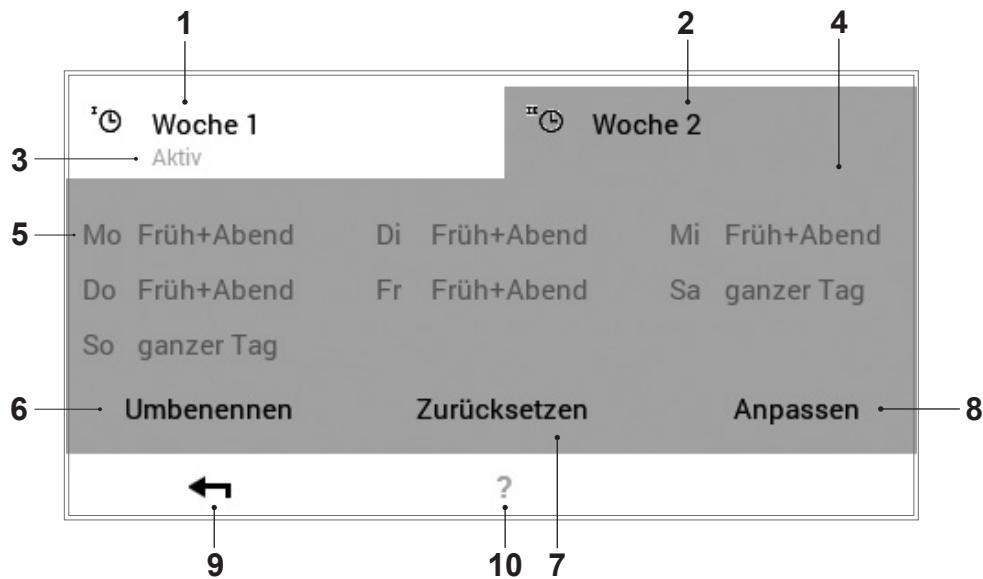 1 2 4
I Woche 1 II Woche 2
3 Aktiv
5 Mo Früh+Abend Di Früh+Abend Mi Früh+Abend
Do Früh+Abend Fr Früh+Abend Sa ganzer Tag
So ganzer Tag
6 Umbenennen Zurücksetzen Anpassen 8
?
9 10 7